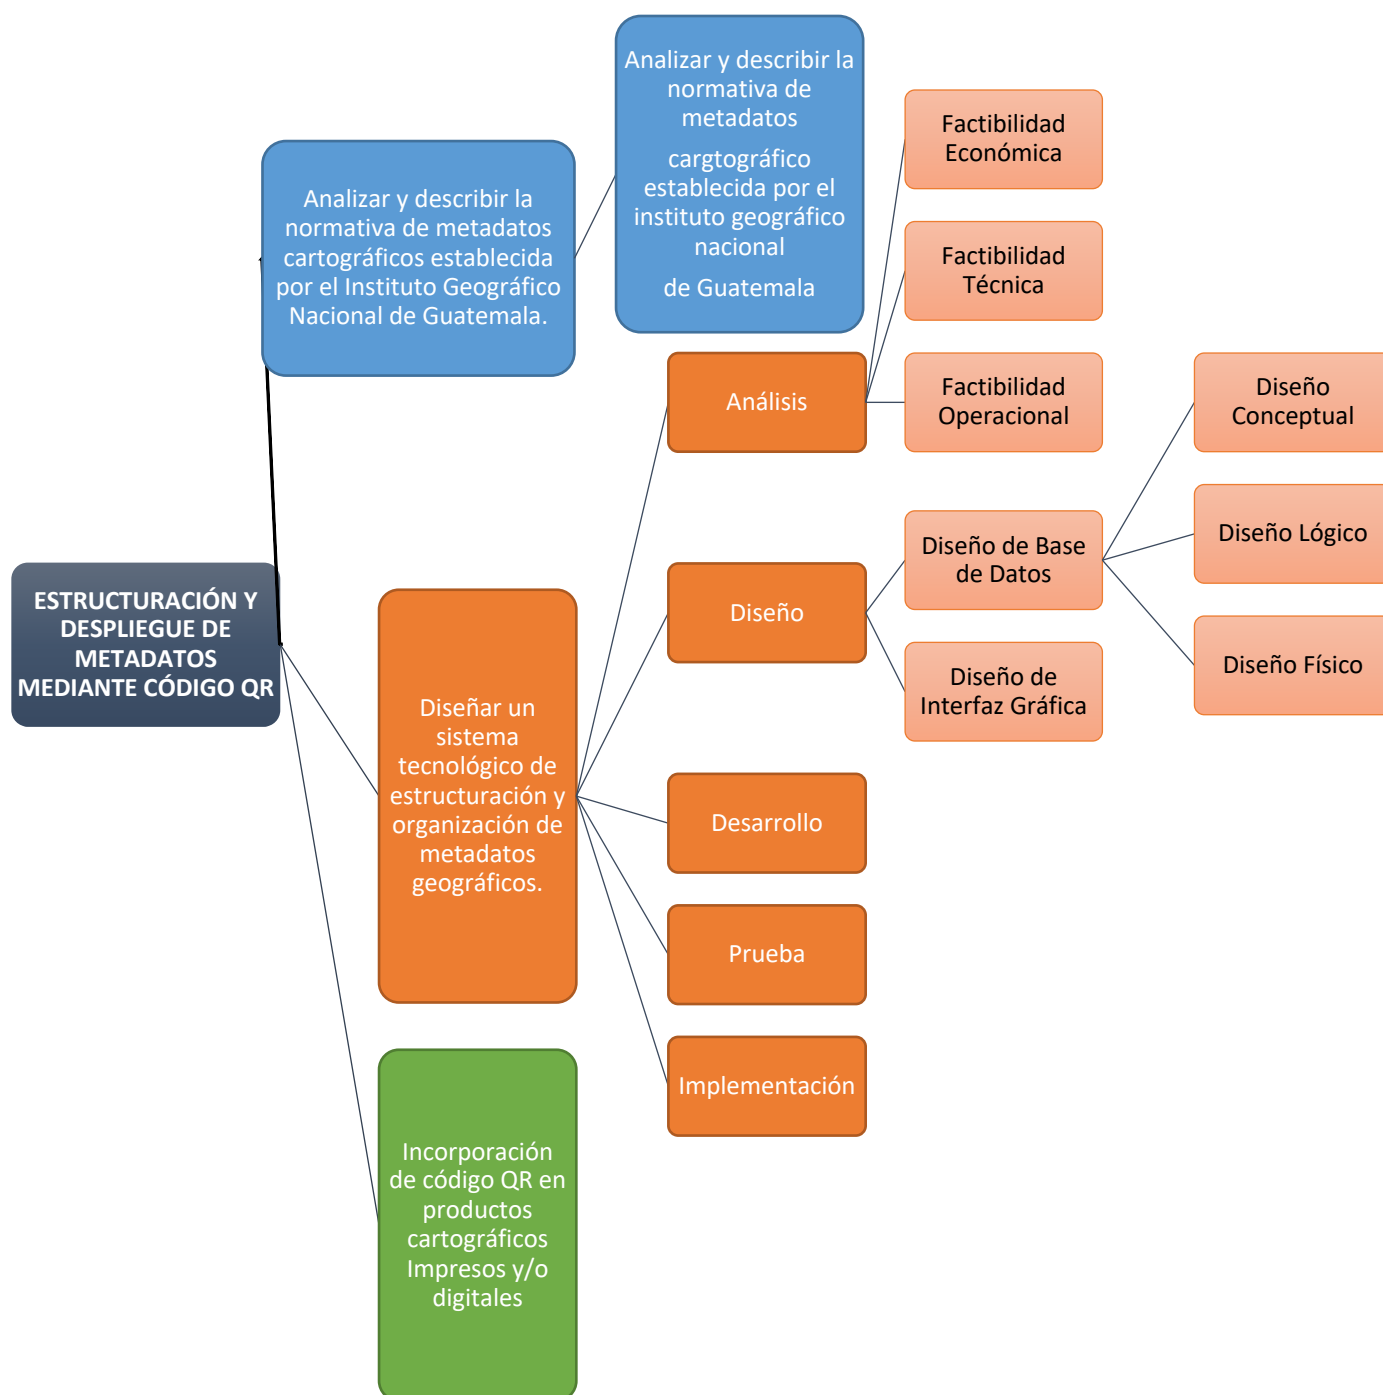 ESTRUCTURACIÓN Y
DESPLIEGUE DE
METADATOS
MEDIANTE CÓDIGO QR
Analizar y describir la
normativa de metadatos
cartográficos establecida
por el Instituto Geográfico
Nacional de Guatemala.
Analizar y describir la
normativa de
metadatos
cargtográfico
establecida por el
instituto geográfico
nacional
de Guatemala
Diseñar un
sistema
tecnológico de
estructuración y
organización de
metadatos
geográficos.
Análisis
Factibilidad
Económica
Factibilidad
Técnica
Factibilidad
Operacional
Diseño
Diseño de Base
de Datos
Diseño
Conceptual
Diseño Lógico
Diseño Físico
Diseño de
Interfaz Gráfica
Desarrollo
Prueba
Implementación
Incorporación
de código QR en
productos
cartográficos
Impresos y/o
digitales